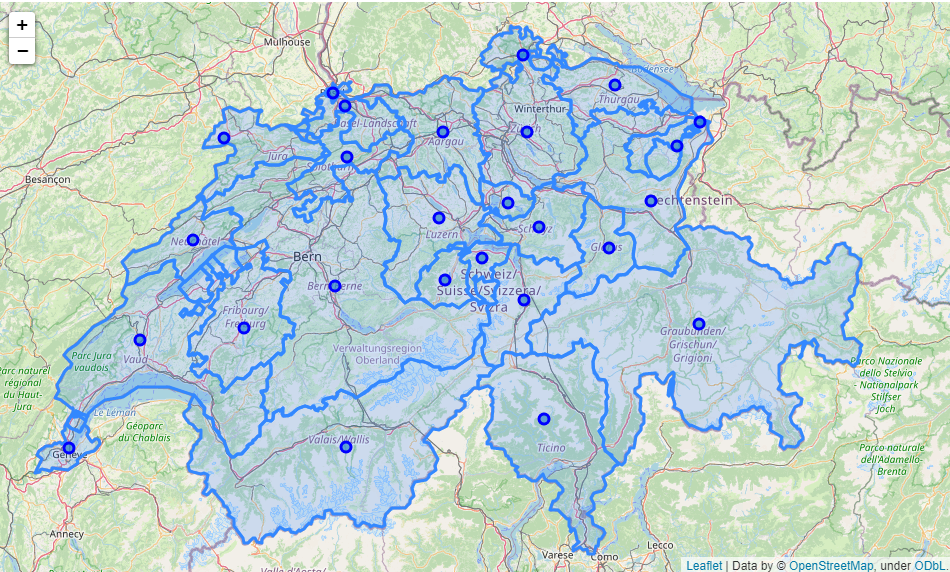 +
−
Mulhouse
Bodensee
Thurgau
Winterthur
Basel-Landschaft
Zürich
Aargau
Jura
Solothurn
Besançon
Liechtenstein
Neuchâtel
Luzern
Schwyz
Glarus
Bern
Schweiz/
Suisse/Svizzera/
Svizra
Bern/Berne
Fribourg/
Freiburg
Graubünden/
Grischun/
Grigioni
Verwaltungsregion
Oberland
Vaud
Parc Jura
vaudois
Parc naturel
régional
du Haut-
Jura
Parco Nazionale
dello Stelvio
- Nationalpark
Stilfser
Joch
Le Léman
Géoparc
du Chablais
Valais/Wallis
Ticino
Genève
Parco naturale
dell'Adamello-
Brenta
Annecy
Lecco
Varese
Como
Valle d'Aosta/
Leaflet | Data by © OpenStreetMap, under ODbL.